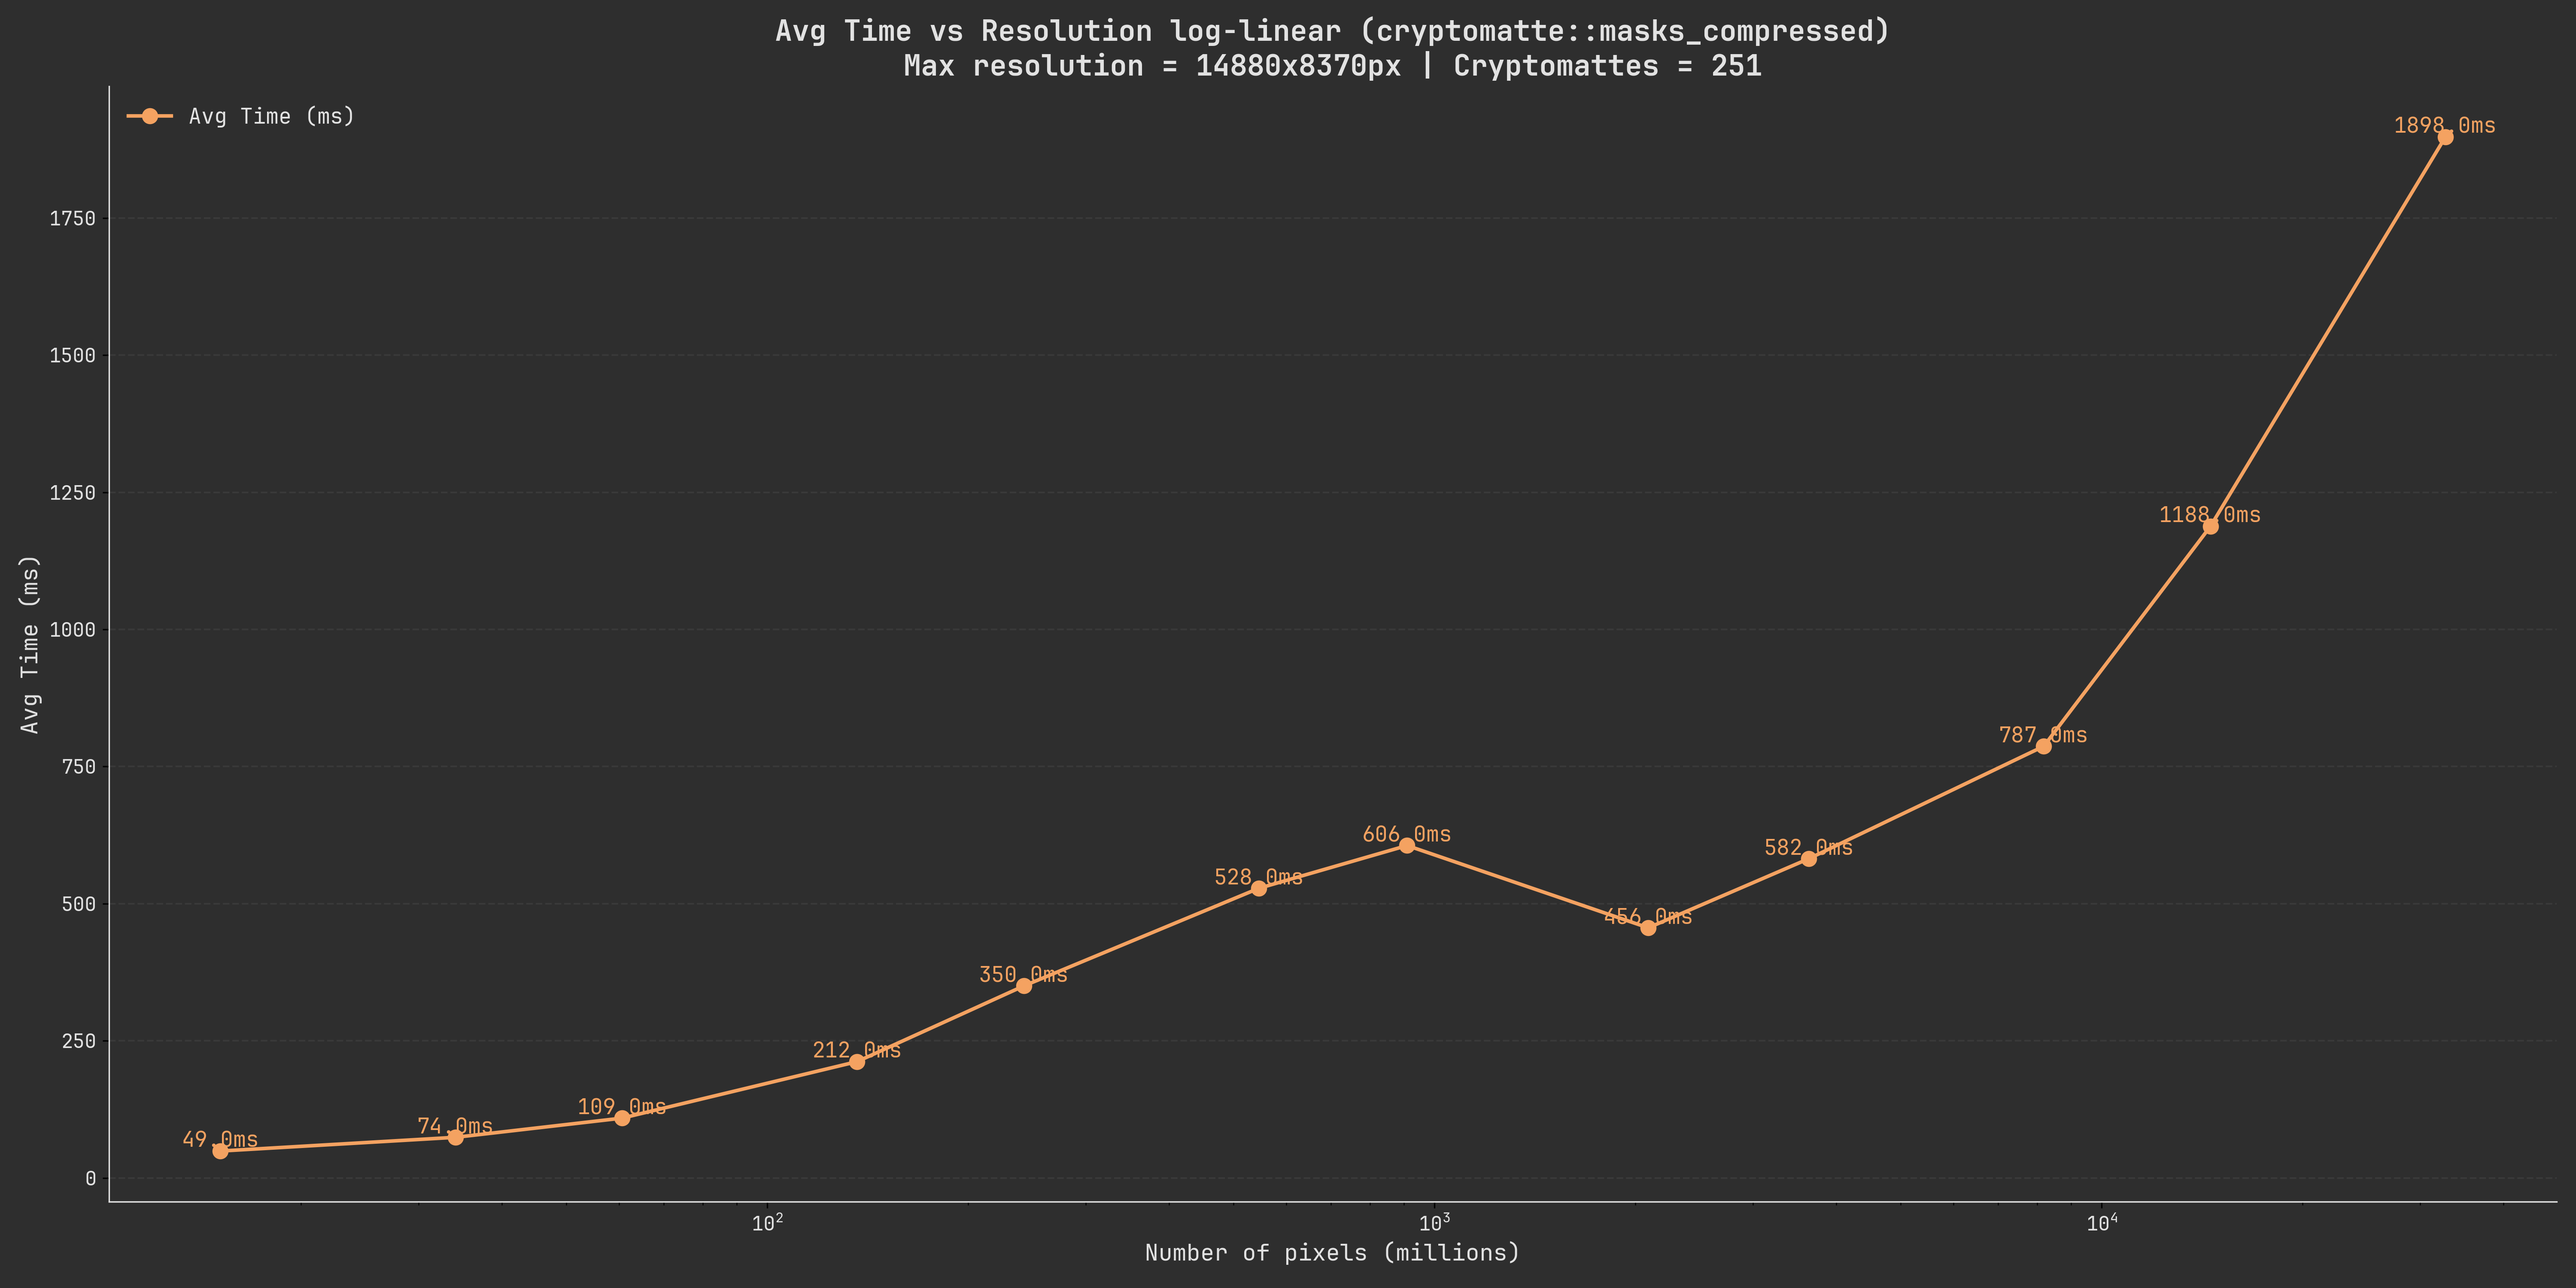 Avg Time vs Resolution log-linear (cryptomatte::masks_compressed)
Max resolution = 14880x8370px | Cryptomattes = 251
Avg Time (ms)
1898.0ms
1750
1500
1250
1188.0ms
1000
Avg Time (ms)
750
787.0ms
606.0ms
582.0ms
528.0ms
500
456.0ms
350.0ms
250
212.0ms
109.0ms
74.0ms
49.0ms
0
10²
10³
10⁴
Number of pixels (millions)